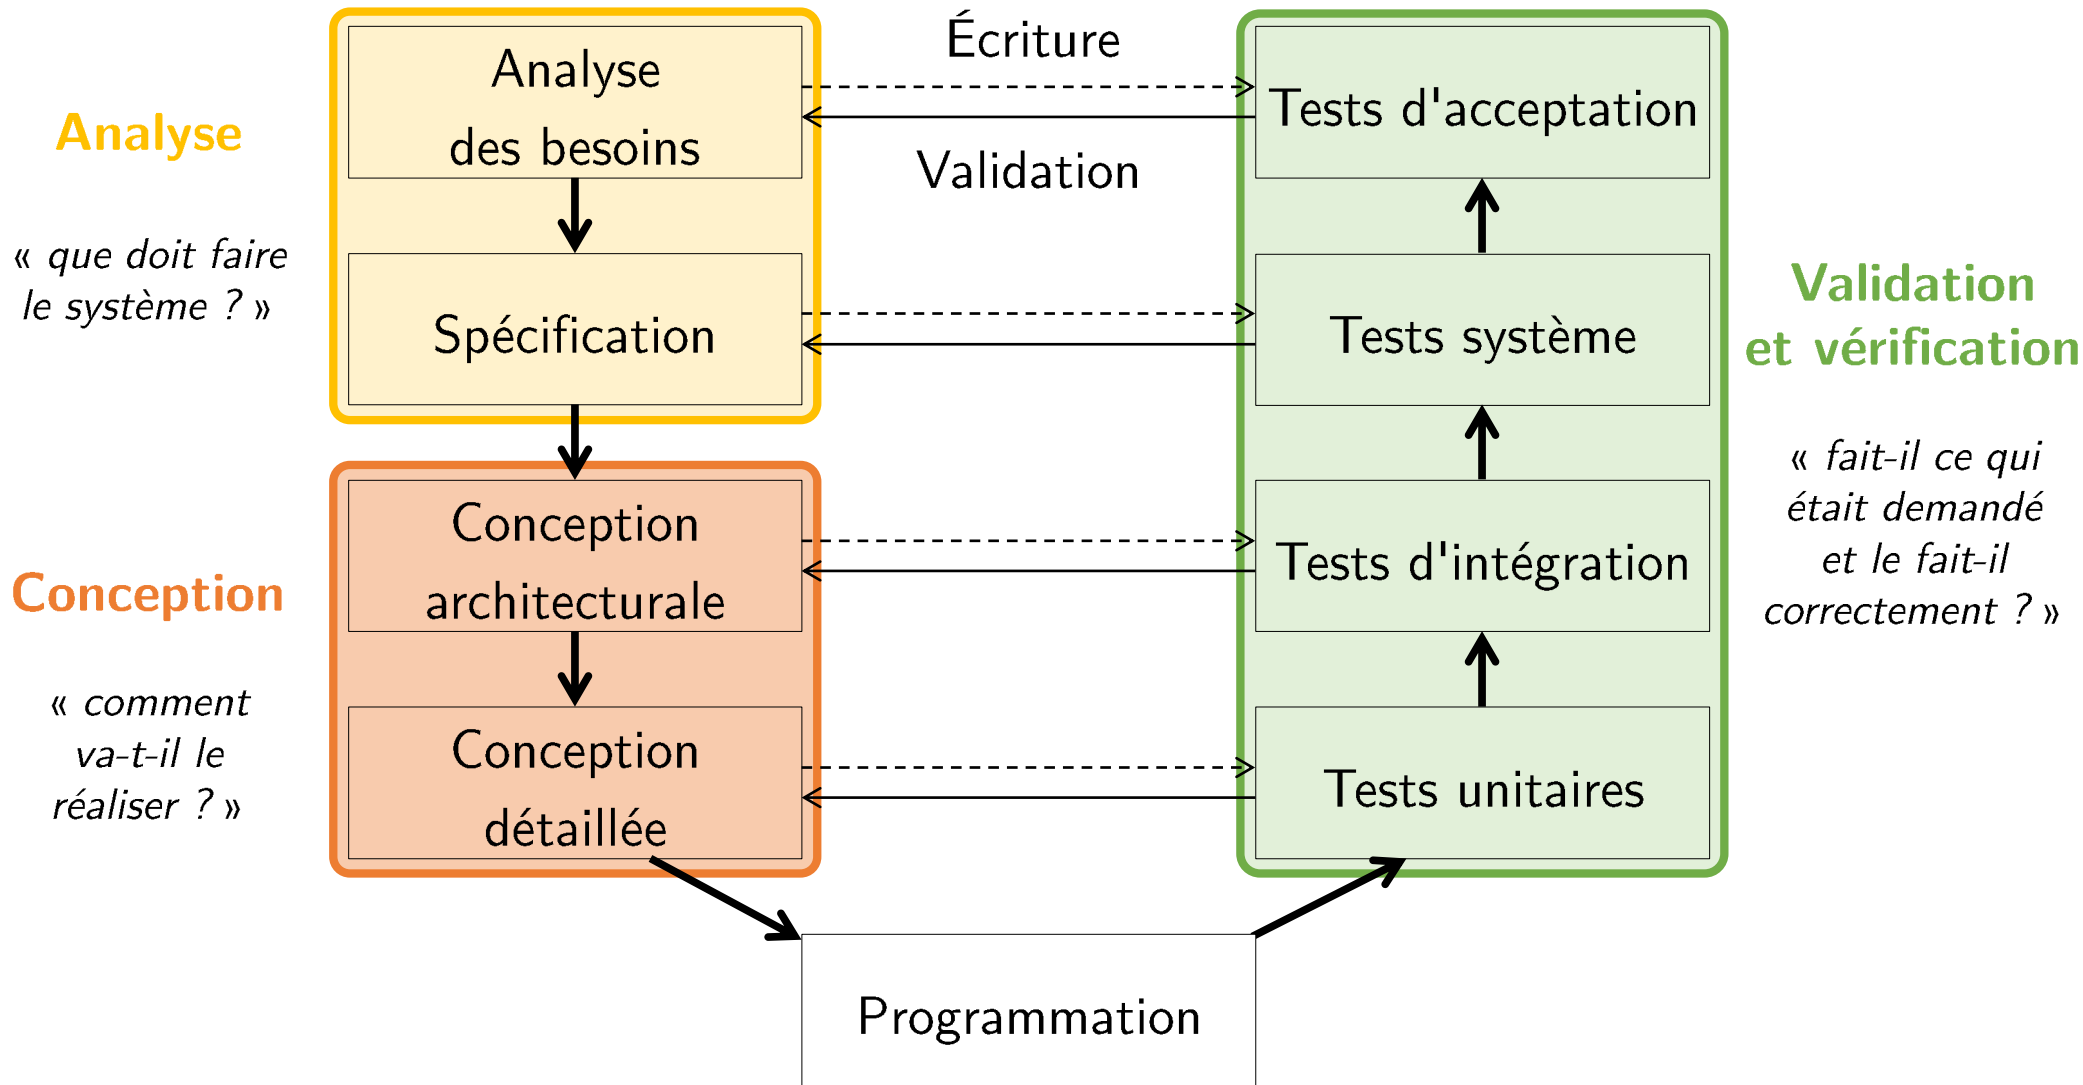 Analyse
« que doit faire
le système ? »
Conception
« comment
va-t-il le
réaliser ? »
Analyse
des besoins
Spécification
Conception
architecturale
Conception
détaillée
Écriture
Validation
Programmation
Tests d'acceptation
Tests système
Tests d'intégration
Tests unitaires
Validation
et vérification
« fait-il ce qui
était demandé
et le fait-il
correctement ? »